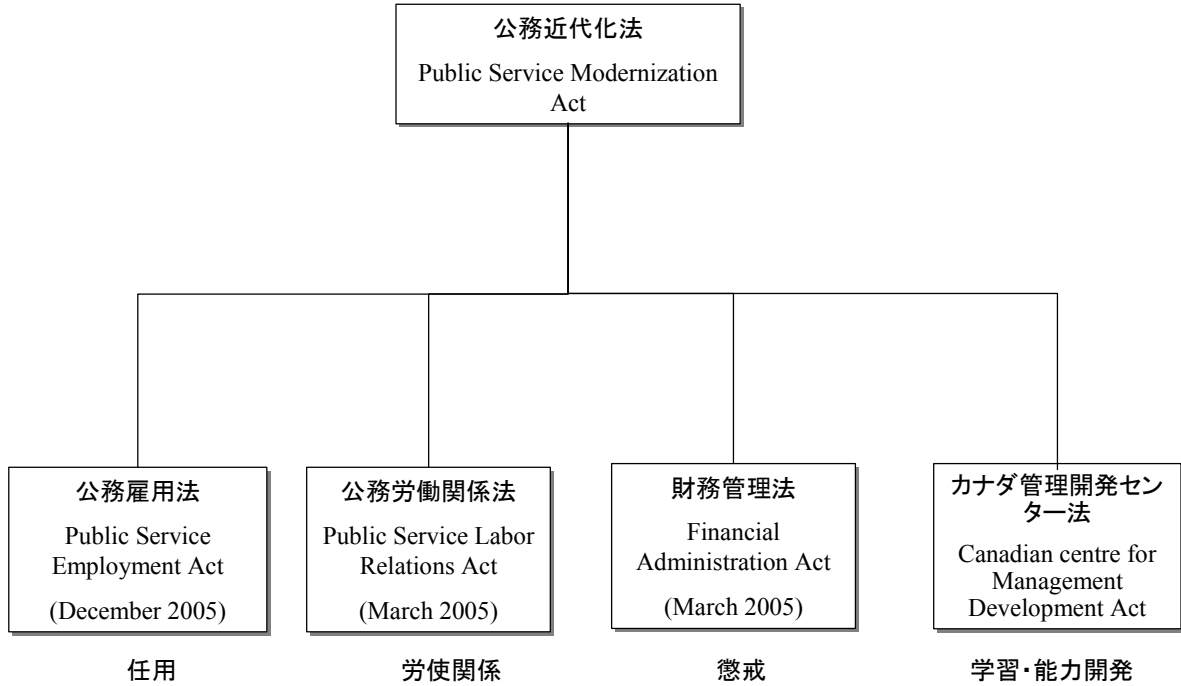 公務近代化法
Public Service Modernization
Act
公務雇用法
Public Service
Employment Act
(December 2005)
任用
公務労働関係法
Public Service Labor
Relations Act
(March 2005)
労使関係
財務管理法
Financial
Administration Act
(March 2005)
懲戒
カナダ管理開発セン
ター法
Canadian centre for
Management
Development Act
学習・能力開発